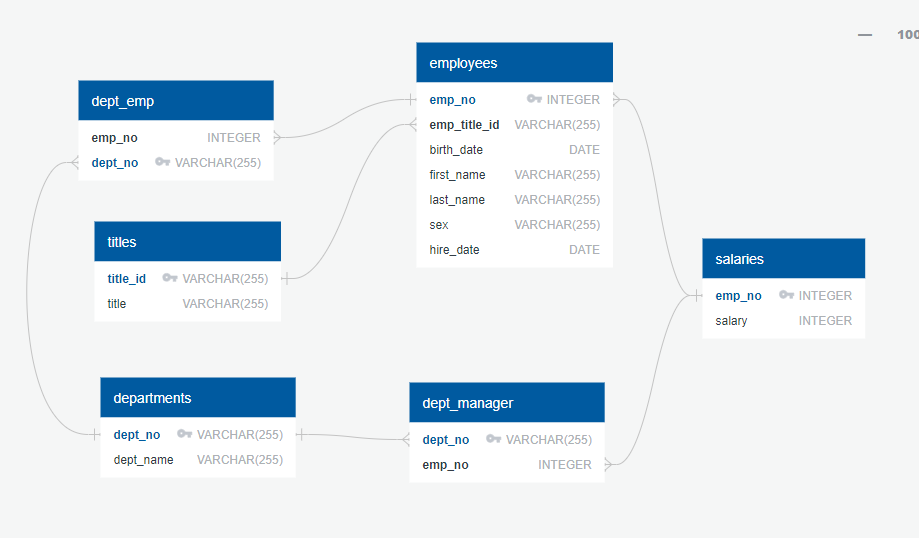 100
employees
emp_no INTEGER
emp_title_id VARCHAR(255)
birth_date DATE
first_name VARCHAR(255)
last_name VARCHAR(255)
sex VARCHAR(255)
hire_date DATE
dept_emp
emp_no INTEGER
dept_no VARCHAR(255)
titles
title_id VARCHAR(255)
title VARCHAR(255)
salaries
emp_no INTEGER
salary INTEGER
departments
dept_no VARCHAR(255)
dept_name VARCHAR(255)
dept_manager
dept_no VARCHAR(255)
emp_no INTEGER